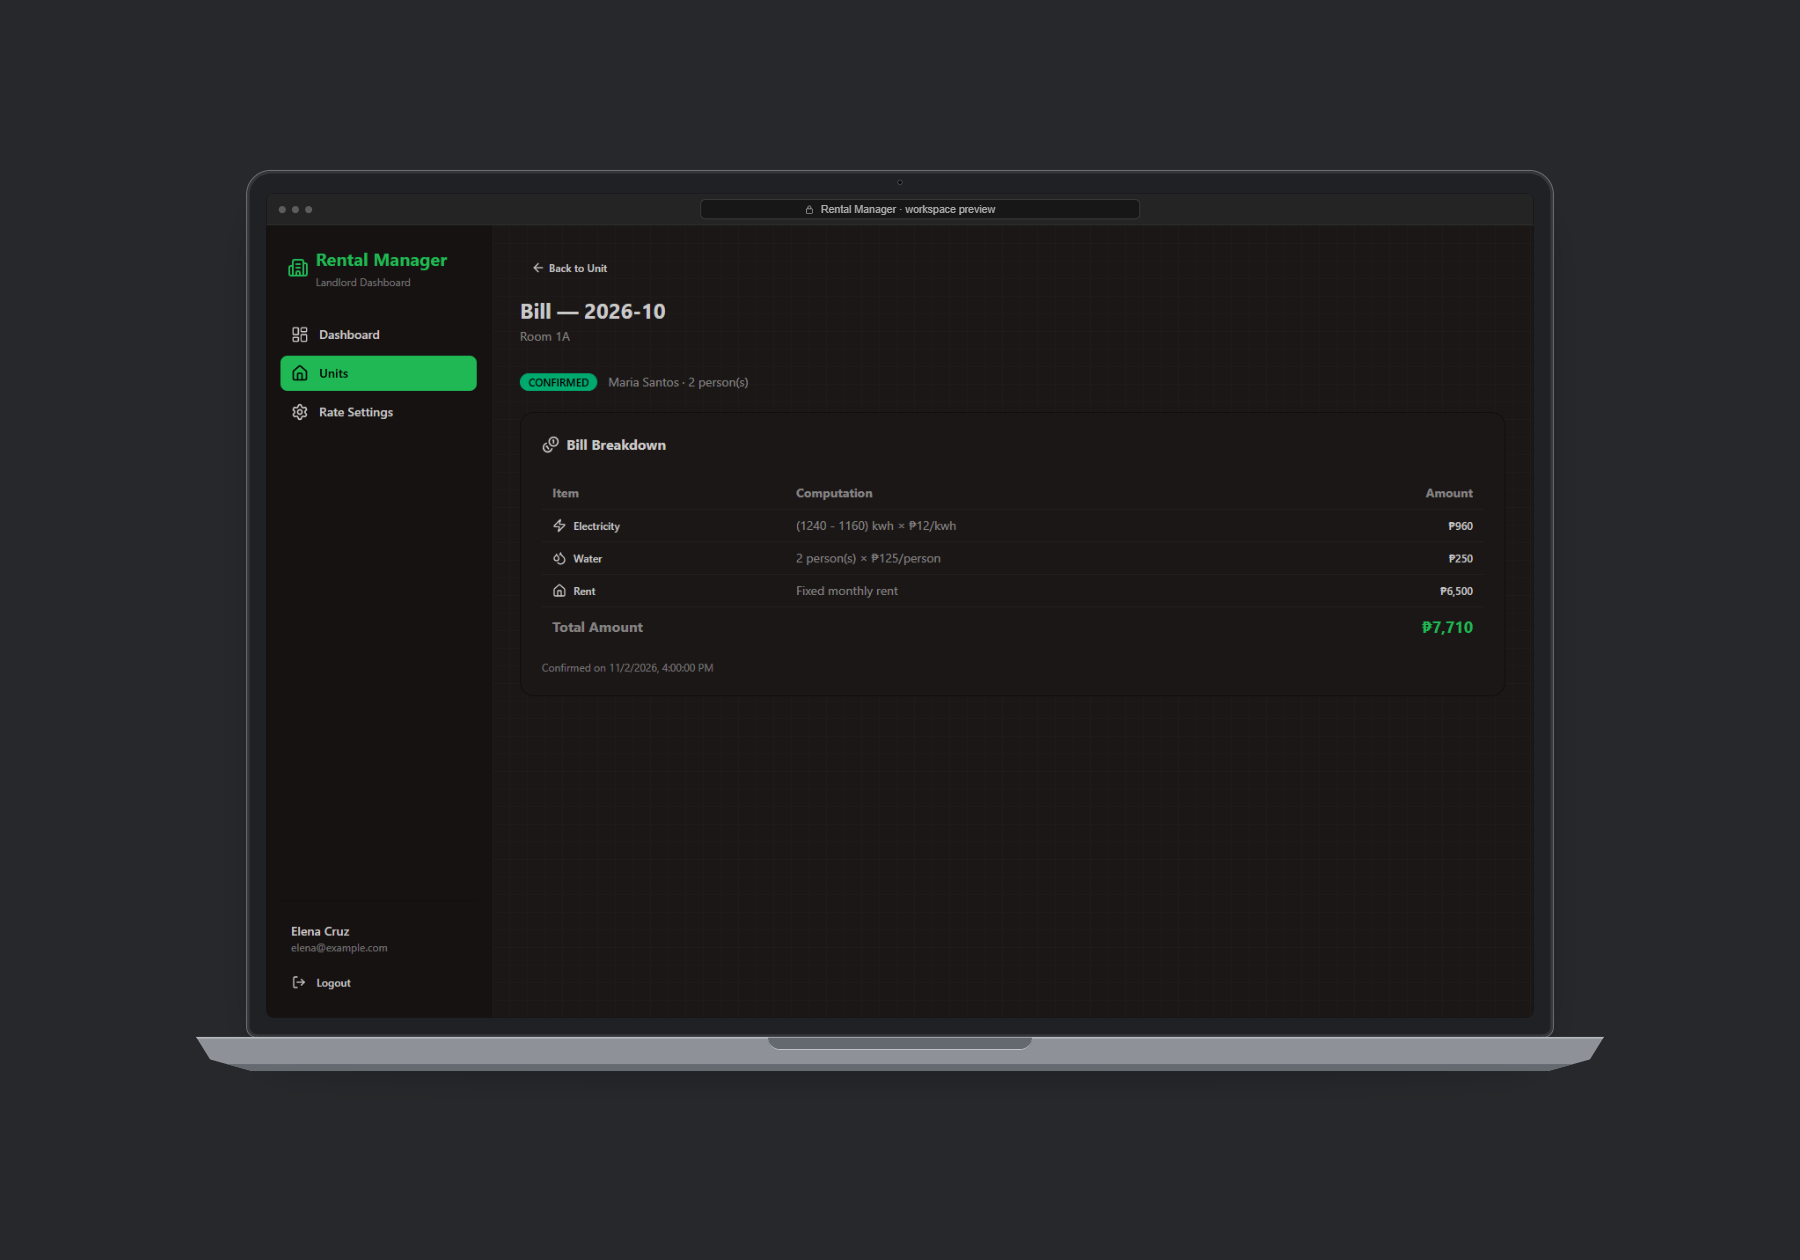 Rental Manager · workspace preview
Rental Manager
Landlord Dashboard
Dashboard
Units
Rate Settings
Elena Cruz
elena@example.com
Logout
Back to Unit
Bill — 2026-10
Room 1A
CONFIRMED Maria Santos · 2 person(s)
Bill Breakdown
Item Computation Amount
Electricity (1240 - 1160) kwh × ₱12/kwh ₱960
Water 2 person(s) × ₱125/person ₱250
Rent Fixed monthly rent ₱6,500
Total Amount ₱7,710
Confirmed on 11/2/2026, 4:00:00 PM